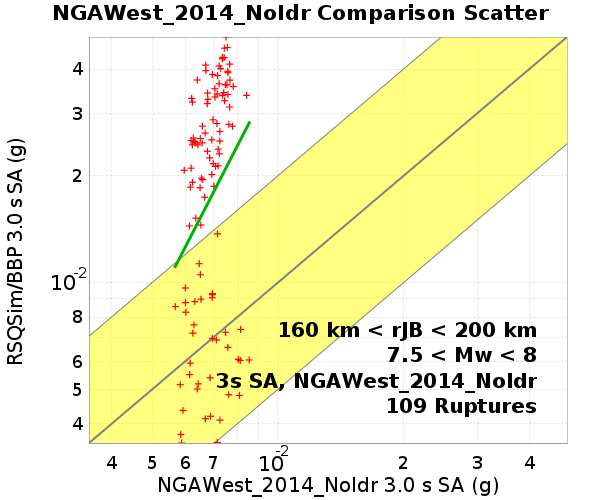 NGAWest_2014_NoIdr Comparison Scatter
RSQSim/BBP 3.0 s SA (g)
4
3
2
10-2
8
7
6
5
4
160 km < rJB < 200 km
7.5 < Mw < 8
3s SA, NGAWest_2014_NoIdr
109 Ruptures
4 5 6 7 10-2 2 3 4
NGAWest_2014_NoIdr 3.0 s SA (g)